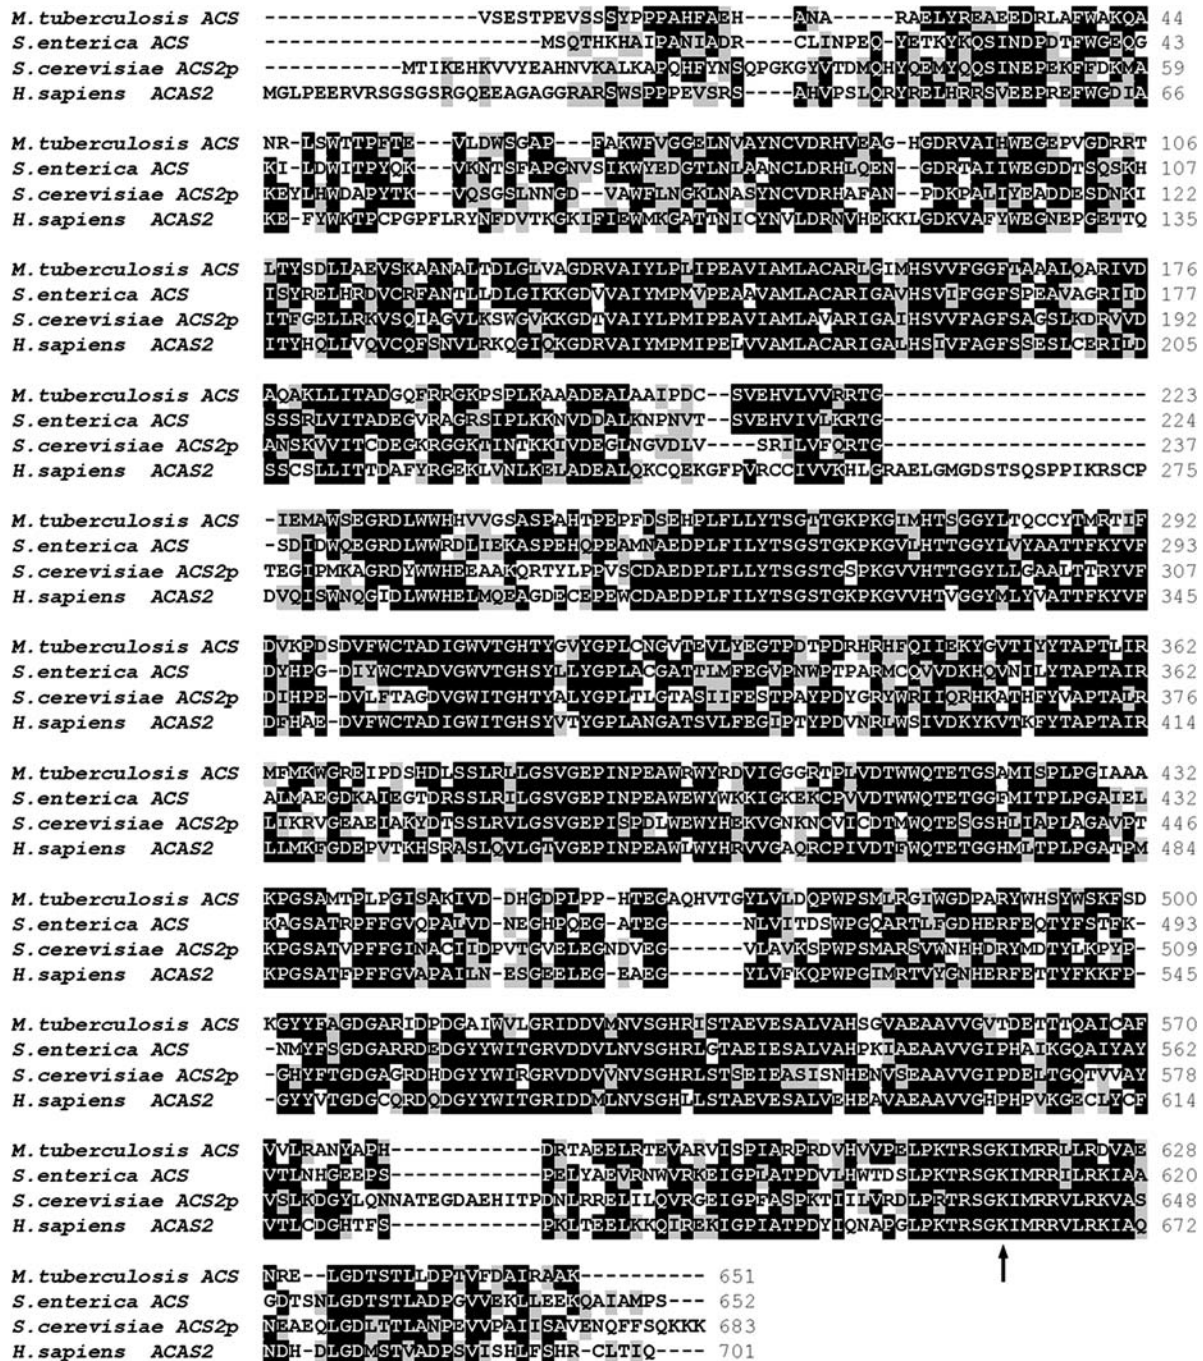 M.tuberculosis ACS ----------------- VSESTPEVSSSYPPPAHFAEH----ANA-----RAELYREAEEDRLAFWAKQA 44
S.enterica ACS ----------------------MSQTHKHAIPANIADR----CLINPEQ-YETKYKQSINDPDTFWGEQG 43
S.cerevisiae ACS2p -----------MTIKEHKVVYEAHNVKALKAPQHFYNSQPGKGYVTDMQHYQEMYQQSINEPEKFFDKMA 59
H.sapiens ACAS2 MGLPEERVRSGSGSRGQEEAGAGGRARSWSPPPEVSRS----AHVPSLQRYRELHRRSVEEPREFWGDIA 66
M.tuberculosis ACS NR-LSWTTPFTE---VLDWSGAP---FAKWFVGGELNVAYNCVDRHVEAG-HGDRVAIHWEGEPVGDRRT 106
S.enterica ACS KI-LDWITPYQK---VKNTSFAPGNVSIKWYEDGTLNLAANCLDRHLQEN--GDRTAIIWEGDDTSQSKH 107
S.cerevisiae ACS2p KEYLHWDAPYTK---VQSGSLNNGD--VAWFLNGKLNASYNCVDRHAFAN--PDKPALIYEADDESDNKI 122
H.sapiens ACAS2 KE-FYWKTPCPGPFLRYNFDVTKGKIFIEWMKGATTNICYNVLDRNVHEKKLGDKVAFYWEGNEPGETTQ 135
M.tuberculosis ACS LTYSDLLAEVSKAANALTDLGLVAGDRVAIYLPLIPEAVIAMLACARLGIMHSVVFGGFTAAALQARIVD 176
S.enterica ACS ISYRELHRDVCRFANTLLDLGIKKGDVVAIYMPMVPEAAVAMLACARIGAVHSVIFGGFSPEAVAGRIID 177
S.cerevisiae ACS2p ITFGELLRKVSQIAGVLKSWGVKKGDTVAIYLPMIPEAVIAMLAVARIGAIHSVVFAGFSAGSLKDRVVD 192
H.sapiens ACAS2 ITYHQLLVQVCQFSNVLRKQGIQKGDRVAIYMPMIPELVVAMLACARIGALHSIVFAGFSSESLCERILD 205
M.tuberculosis ACS AQAKLLITADGQFRRGKPSPLKAAADEALAAIPDC--SVEHVLVVRRTG--------------------- 223
S.enterica ACS SSSRLVITADEGVRAGRSIPLKKNVDDALKNPNVT--SVEHVIVLKRTG--------------------- 224
S.cerevisiae ACS2p ANSKVVITCDEGKRGGKTINTKKIVDEGLNGVDLV----SRILVFQRTG--------------------- 237
H.sapiens ACAS2 SSCSLLITTDAFYRGEKLVNLKELADEALQKCQEKGFPVRCCIVVKHLGRAELGMGDSTSQSPPIKRSCP 275
M.tuberculosis ACS -IEMAWSEGRDLWWHHVVGSASPAHTPEPFDSEHPLFLLYTSGTTGKPKGIMHTSGGYLTQCCYTMRTIF 292
S.enterica ACS -SDIDWQEGRDLWWRDLIEKASPEHQPEAMNAEDPLFILYTSGSTGKPKGVLHTTGGYLVYAATTFKYVF 293
S.cerevisiae ACS2p TEGIPMKAGRDYWWHEEAAKQRTYLPPVSCDAEDPLFLLYTSGSTGSPKGVVHTTGGYLLGAALTTRYVF 307
H.sapiens ACAS2 DVQISWNQGIDLWWHELMQEAGDECEPEWCDAEDPLFILYTSGSTGKPKGVVHTVGGYMLYVATTFKYVF 345
M.tuberculosis ACS DVKPDSDVFWCTADIGWVTGHTYGVYGPLCNGVTEVLYEGTPDTPDRHRHFQIIEKYGVTIYYTAPTLIR 362
S.enterica ACS DYHPG-DIYWCTADVGWVTGHSYLLYGPLACGATTLMFEGVPNWPTPARMCQVVDKHQVNILYTAPTAIR 362
S.cerevisiae ACS2p DIHPE-DVLFTAGDVGWITGHTYALYGPLTLGTASIIFESTPAYPDYGRYWRIIQRHKATHFYVAPTALR 376
H.sapiens ACAS2 DFHAE-DVFWCTADIGWITGHSYVTYGPLANGATSVLFEGIPTYPDVNRLWSIVDKYKVTKFYTAPTAIR 414
M.tuberculosis ACS MFMKWGREIPDSHDLSSLRLLGSVGEPINPEAWRWYRDVIGGGRTPLVDTWWQTETGSAMISPLPGIAAA 432
S.enterica ACS ALMAEGDKAIEGTDRSSLRILGSVGEPINPEAWEWYWKKIGKEKCPVVDTWWQTETGGFMITPLPGAIEL 432
S.cerevisiae ACS2p LIKRVGEAEIAKYDTSSLRVLGSVGEPISPDLWEWYHEKVGNKNCVICDTMWQTESGSHLIAPLAGAVPT 446
H.sapiens ACAS2 LLMKFGDEPVTKHSRASLQVLGTVGEPINPEAWLWYHRVVGAQRCPIVDTFWQTETGGHMLTPLPGATPM 484
M.tuberculosis ACS KPGSAMTPLPGISAKIVD-DHGDPLPP-HTEGAQHVTGYLVLDQPWPSMLRGIWGDPARYWHSYWSKFSD 500
S.enterica ACS KAGSATRPFFGVQPALVD-NEGHPQEG-ATEG------NLVITDSWPGQARTLFGDHERFEQTYFSTFK- 493
S.cerevisiae ACS2p KPGSATVPFFGINACIIDPVTGVELEGNDVEG------VLAVKSPWPSMARSVWNHHDRYMDTYLKPYP- 509
H.sapiens ACAS2 KPGSATFPFFGVAPAILN-ESGEELEG-EAEG------YLVFKQPWPGIMRTVYGNHERFETTYFKKFP- 545
M.tuberculosis ACS KGYYFAGDGARIDPDGAIWVLGRIDDVMNVSGHRISTAEVESALVAHSGVAEAAVVGVTDETTTQAICAF 570
S.enterica ACS -NMYFSGDGARRDEDGYYWITGRVDDVLNVSGHRLGTAEIESALVAHPKIAEAAVVGIPHAIKGQAIYAY 562
S.cerevisiae ACS2p -GHYFTGDGAGRDHDGYYWIRGRVDDVVNVSGHRLSTSEIEASISNHENVSEAAVVGIPDELTGQTVVAY 578
H.sapiens ACAS2 -GYYVTGDGCQRDQDGYYWITGRIDDMLNVSGHLLSTAEVESALVEHEAVAEAAVVGHPHPVKGECLYCF 614
M.tuberculosis ACS VVLRANYAPH------------DRTAEELRTEVARVISPIARPRDVHVVPELPKTRSGKIMRRLLRDVAE 628
S.enterica ACS VTLNHGEEPS------------PELYAEVRNWVRKEIGPLATPDVLHWTDSLPKTRSGKIMRRILRKIAA 620
S.cerevisiae ACS2p VSLKDGYLQNNATEGDAEHITPDNLRRELILQVRGEIGPFASPKTIILVRDLPRTRSGKIMRRVLRKVAS 648
H.sapiens ACAS2 VTLCDGHTFS------------PKLTEELKKQIREKIGPIATPDYIQNAPGLPKTRSGKIMRRVLRKIAQ 672
M.tuberculosis ACS NRE--LGDTSTLLDPTVFDAIRAAK---------- 651
S.enterica ACS GDTSNLGDTSTLADPGVVEKLLEEKQAIAMPS--- 652
S.cerevisiae ACS2p NEAEQLGDLTTLANPEVVPAIISAVENQFFSQKKK 683
H.sapiens ACAS2 NDH-DLGDMSTVADPSVISHLFSHR-CLTIQ---- 701